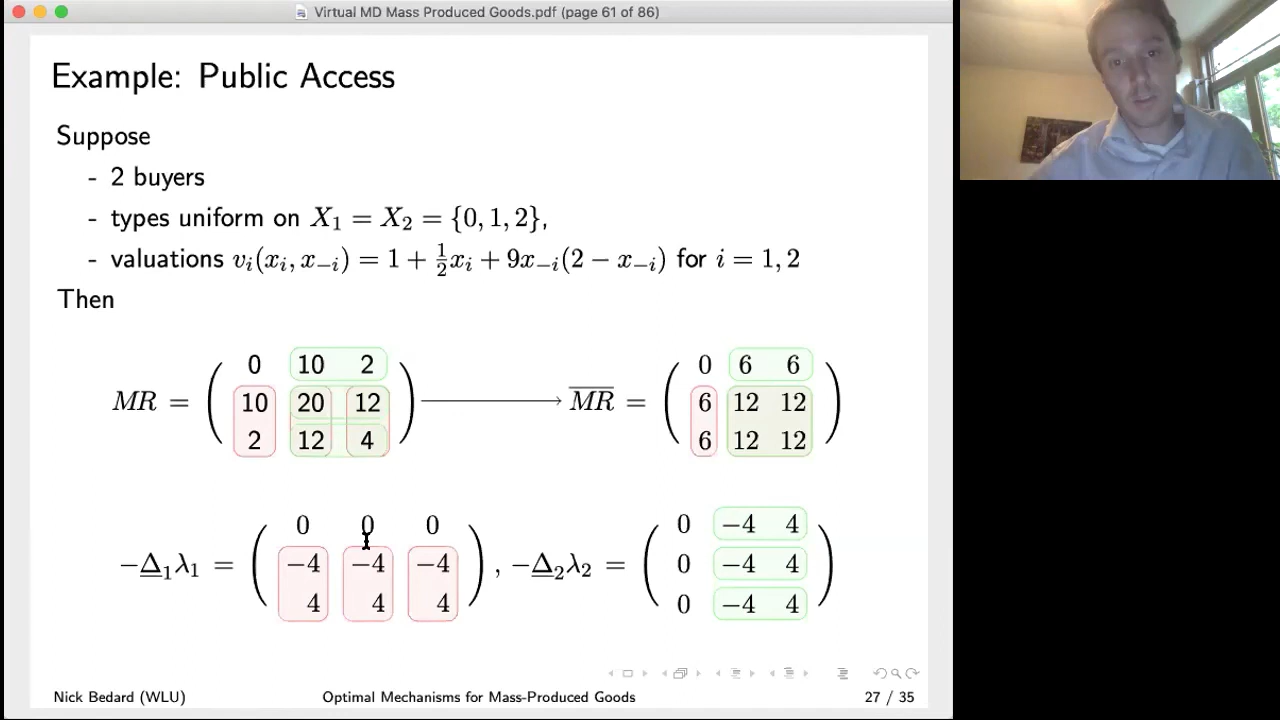 Virtual MD Mass Produced Goods.pdf (page 61 of 86)
Example: Public Access
Suppose
- 2 buyers
- types uniform on X₁ = X₂ = {0, 1, 2},
- valuations vᵢ(xᵢ, x₋ᵢ) = 1 + ½xᵢ + 9x₋ᵢ(2 − x₋ᵢ) for i = 1, 2
Then
0 10 2
MR = ( 10 20 12 ) ⟶
2 12 4
0 6 6
M̅R̅ = ( 6 12 12 )
6 12 12
0 0 0
−Δ̲₁λ₁ = ( −4 −4 −4 ) ,
4 4 4
0 −4 4
−Δ̲₂λ₂ = ( 0 −4 4 )
0 −4 4
Nick Bedard (WLU) Optimal Mechanisms for Mass-Produced Goods 27 / 35